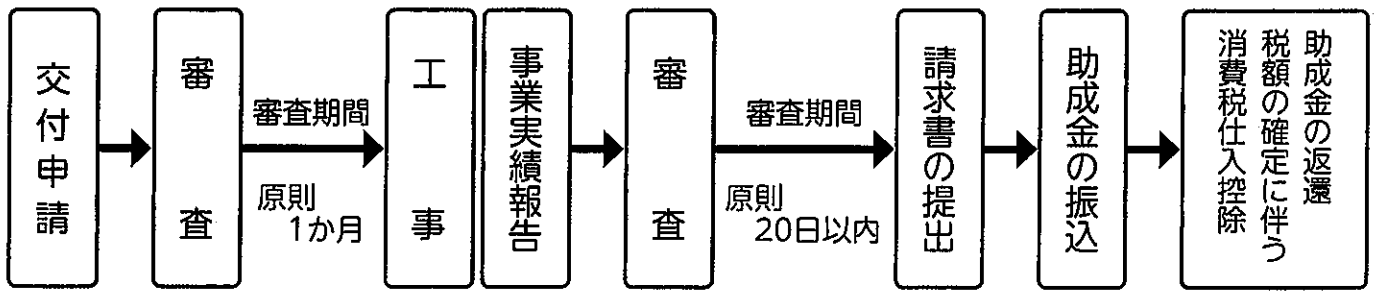 交付申請
審査
審査期間
原則
1か月
工事
事業実績報告
審査
審査期間
原則
20日以内
請求書の提出
助成金の振込
助成金の返還
税額の確定に伴う
消費税仕入控除